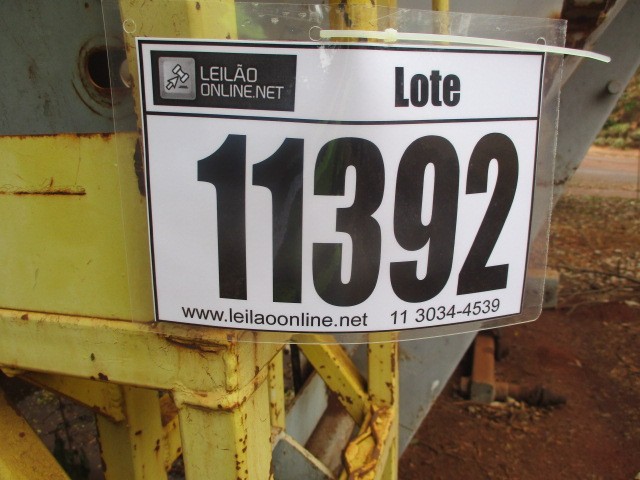 LEILÃO
ONLINE.NET
Lote
11392
www.leilaoonline.net 11 3034-4539